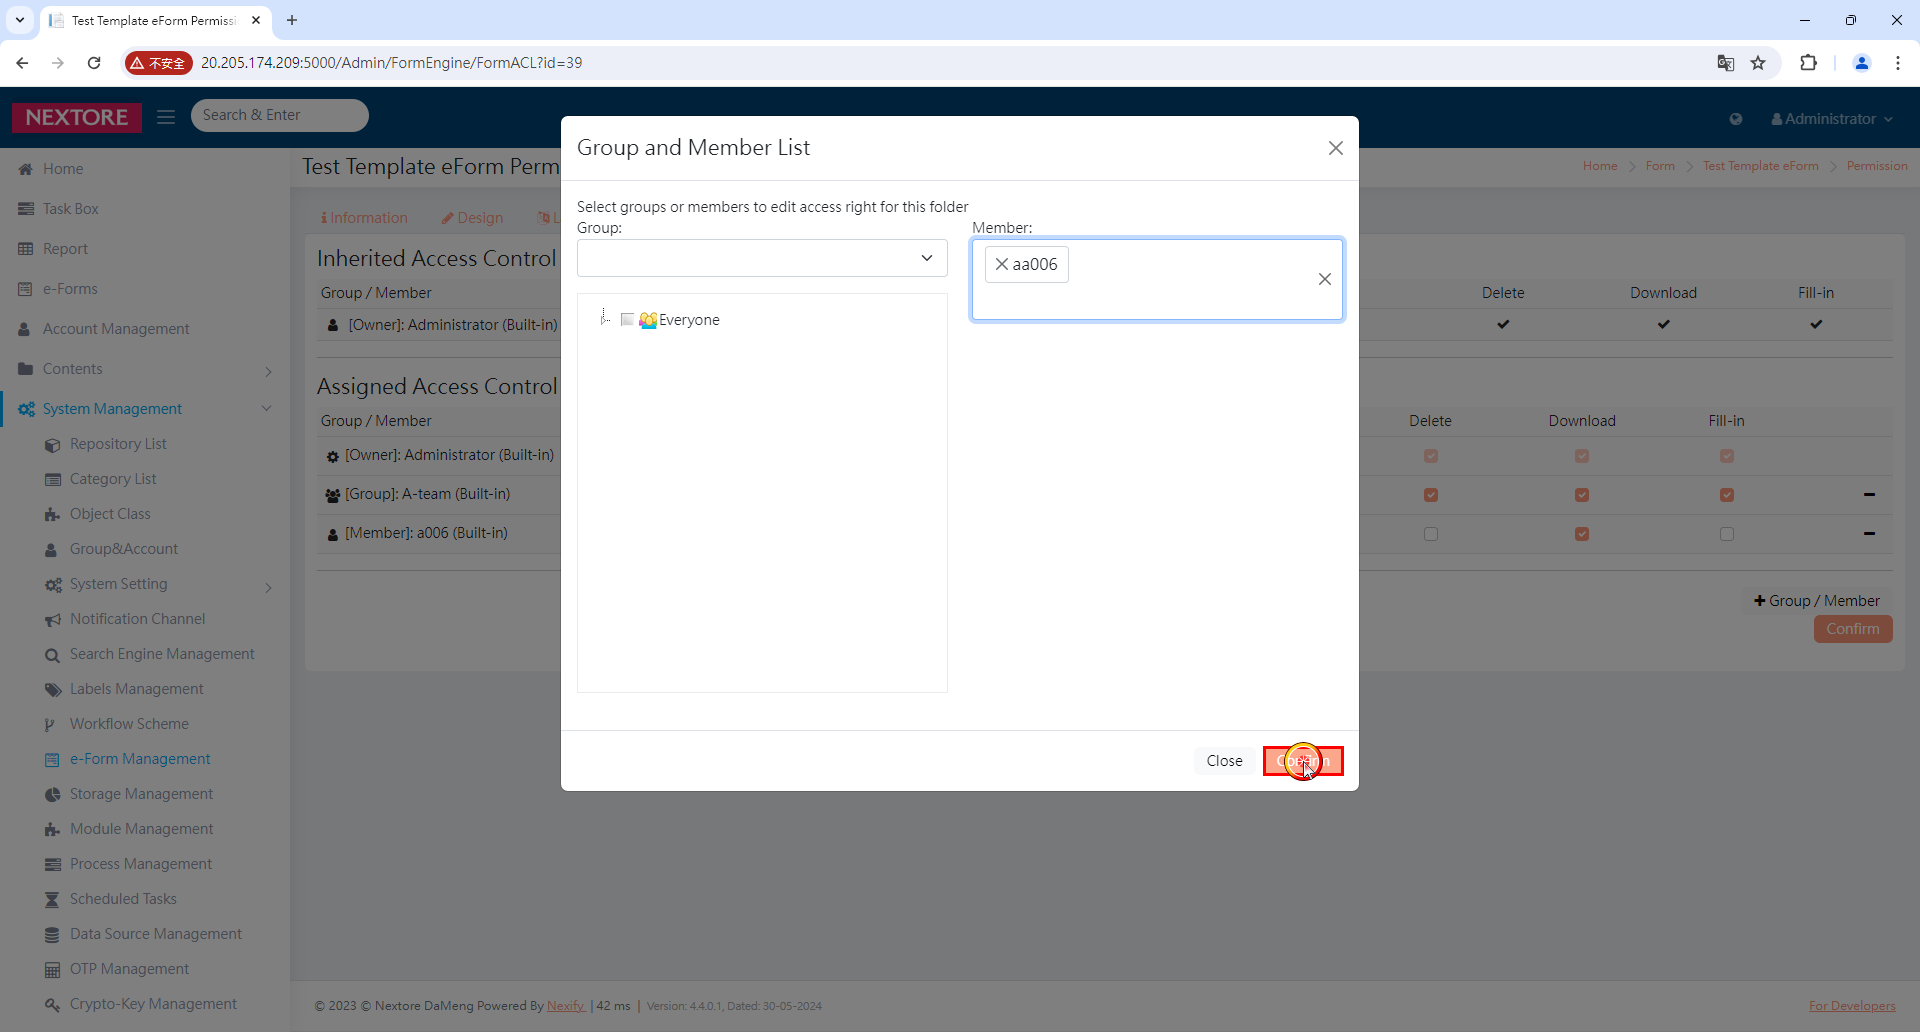 Test Template eForm Permissi
不安全
20.205.174.209:5000/Admin/FormEngine/FormACL?id=39
NEXTORE
Search & Enter
Administrator
Home
Task Box
Report
e-Forms
Account Management
Contents
System Management
Repository List
Category List
Object Class
Group&Account
System Setting
Notification Channel
Search Engine Management
Labels Management
Workflow Scheme
e-Form Management
Storage Management
Module Management
Process Management
Scheduled Tasks
Data Source Management
OTP Management
Crypto-Key Management
Test Template eForm Perm
Home > Form > Test Template eForm > Permission
Information
Design
L
Inherited Access Control
Group / Member
Delete
Download
Fill-in
[Owner]: Administrator (Built-in)
Assigned Access Control
Group / Member
Delete
Download
Fill-in
[Owner]: Administrator (Built-in)
[Group]: A-team (Built-in)
[Member]: a006 (Built-in)
+ Group / Member
Confirm
Group and Member List
Select groups or members to edit access right for this folder
Group:
Member:
aa006
Everyone
Close
Confirm
© 2023 © Nextore DaMeng Powered By Nexify | 42 ms | Version: 4.4.0.1, Dated: 30-05-2024
For Developers